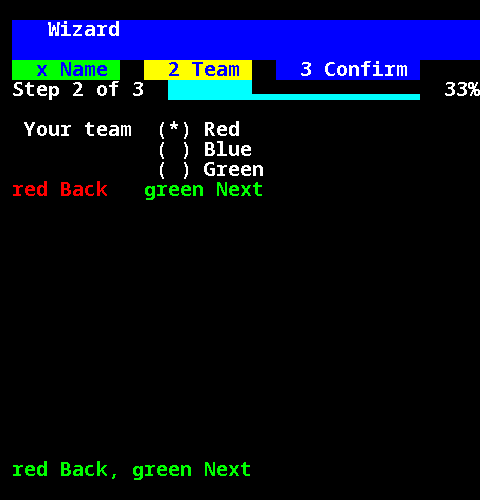 Wizard
x Name 2 Team 3 Confirm
Step 2 of 3 33%
Your team (*) Red
( ) Blue
( ) Green
red Back green Next
red Back, green Next